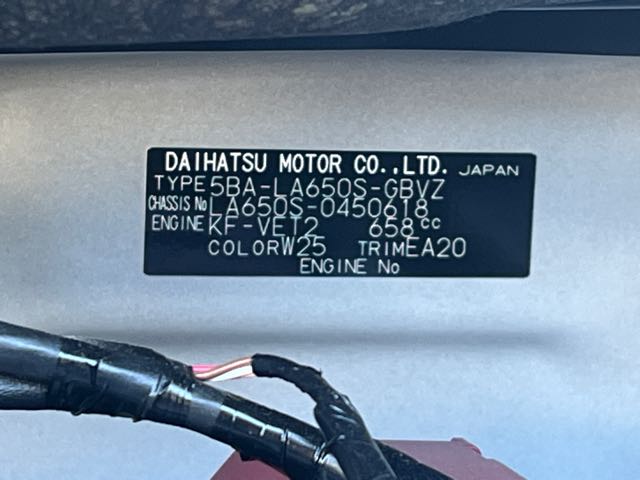 DAIHATSU MOTOR CO.,LTD. JAPAN
TYPE 5BA-LA650S-GBVZ
CHASSIS No LA650S-0450618
ENGINE KF-VET2 658cc
COLOR W25 TRIM EA20
ENGINE No